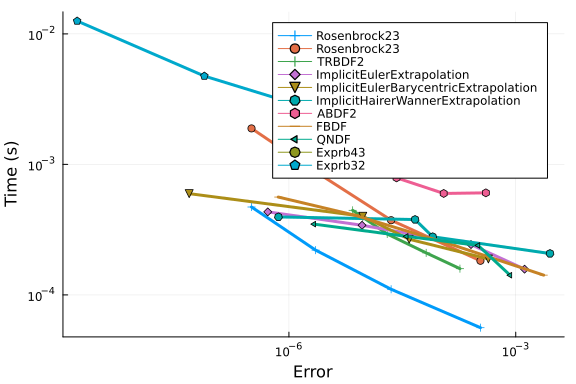 10⁻²
10⁻³
10⁻⁴
Time (s)
Rosenbrock23
Rosenbrock23
TRBDF2
ImplicitEulerExtrapolation
ImplicitEulerBarycentricExtrapolation
ImplicitHairerWannerExtrapolation
ABDF2
FBDF
QNDF
Exprb43
Exprb32
10⁻⁶
10⁻³
Error